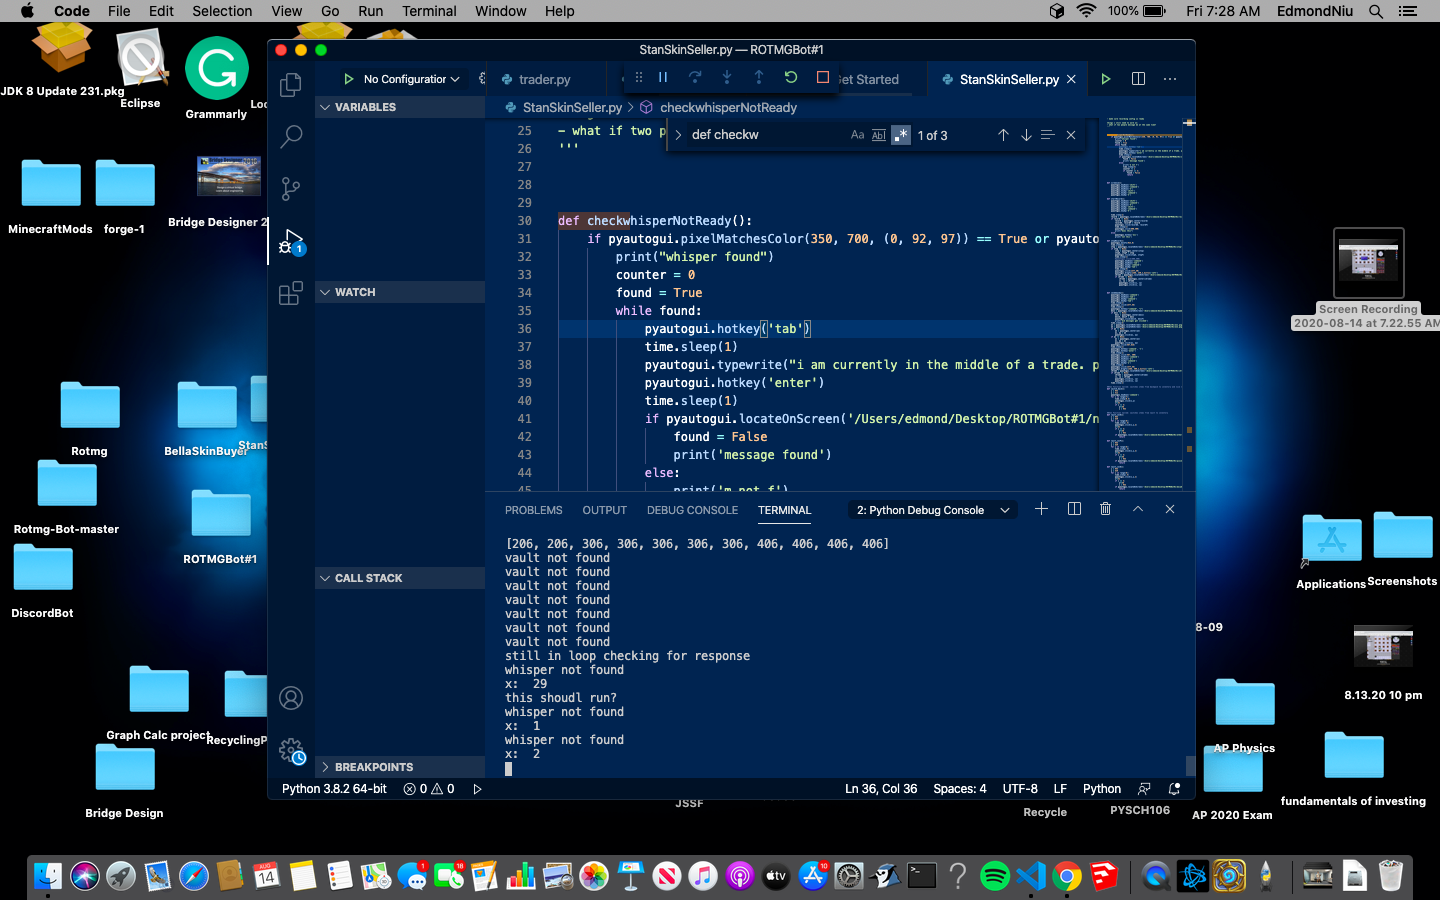 Code File Edit Selection View Go Run Terminal Window Help
100% Fri 7:28 AM EdmondNiu
StanSkinSeller.py — ROTMGBot#1
No Configuration
trader.py
Get Started
StanSkinSeller.py
StanSkinSeller.py > checkwhisperNotReady
def checkw
Aa Abl .* 1 of 3
VARIABLES
WATCH
CALL STACK
BREAKPOINTS
25 - what if two p
26 '''
27
28
29
30 def checkwhisperNotReady():
31 if pyautogui.pixelMatchesColor(350, 700, (0, 92, 97)) == True or pyauto
32 print("whisper found")
33 counter = 0
34 found = True
35 while found:
36 pyautogui.hotkey('tab')
37 time.sleep(1)
38 pyautogui.typewrite("i am currently in the middle of a trade. p
39 pyautogui.hotkey('enter')
40 time.sleep(1)
41 if pyautogui.locateOnScreen('/Users/edmond/Desktop/ROTMGBot#1/n
42 found = False
43 print('message found')
44 else:
45 print('m not f')
PROBLEMS OUTPUT DEBUG CONSOLE TERMINAL
2: Python Debug Console
[206, 206, 306, 306, 306, 306, 306, 406, 406, 406, 406]
vault not found
vault not found
vault not found
vault not found
vault not found
vault not found
vault not found
still in loop checking for response
whisper not found
x:  29
this shoudl run?
whisper not found
x:  1
whisper not found
x:  2
Python 3.8.2 64-bit 0 0
Ln 36, Col 36 Spaces: 4 UTF-8 LF Python
JDK 8 Update 231.pkg
Eclipse
Grammarly
Loc
MinecraftMods
forge-1
Bridge Designer 2
Rotmg
BellaSkinBuyer
StanS
Rotmg-Bot-master
ROTMGBot#1
DiscordBot
Graph Calc project
RecyclingP
Bridge Design
Screen Recording
2020-08-14 at 7.22.55 AM
Applications
Screenshots
8-09
8.13.20 10 pm
AP Physics
AP 2020 Exam
fundamentals of investing
JSSF
Recycle
PYSCH106
AUG
14
1
18
tv
10
1